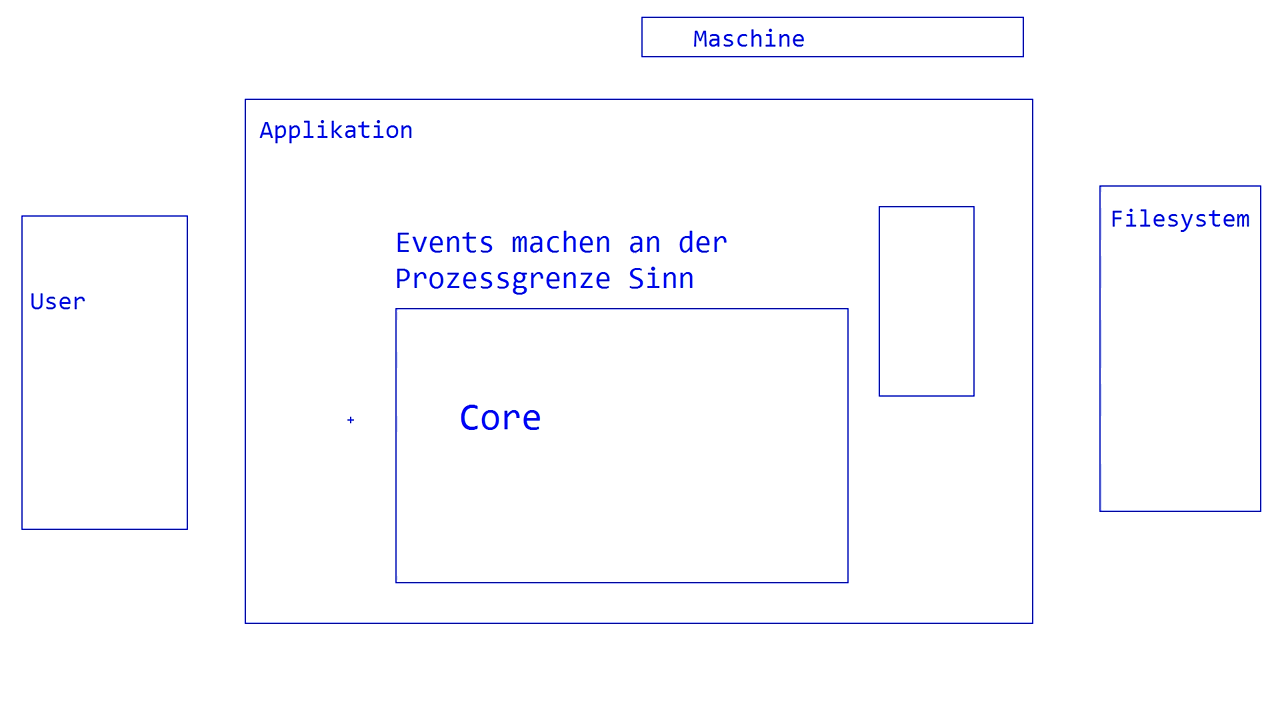 Maschine
Applikation
Filesystem
Events machen an der
Prozessgrenze Sinn
User
Core